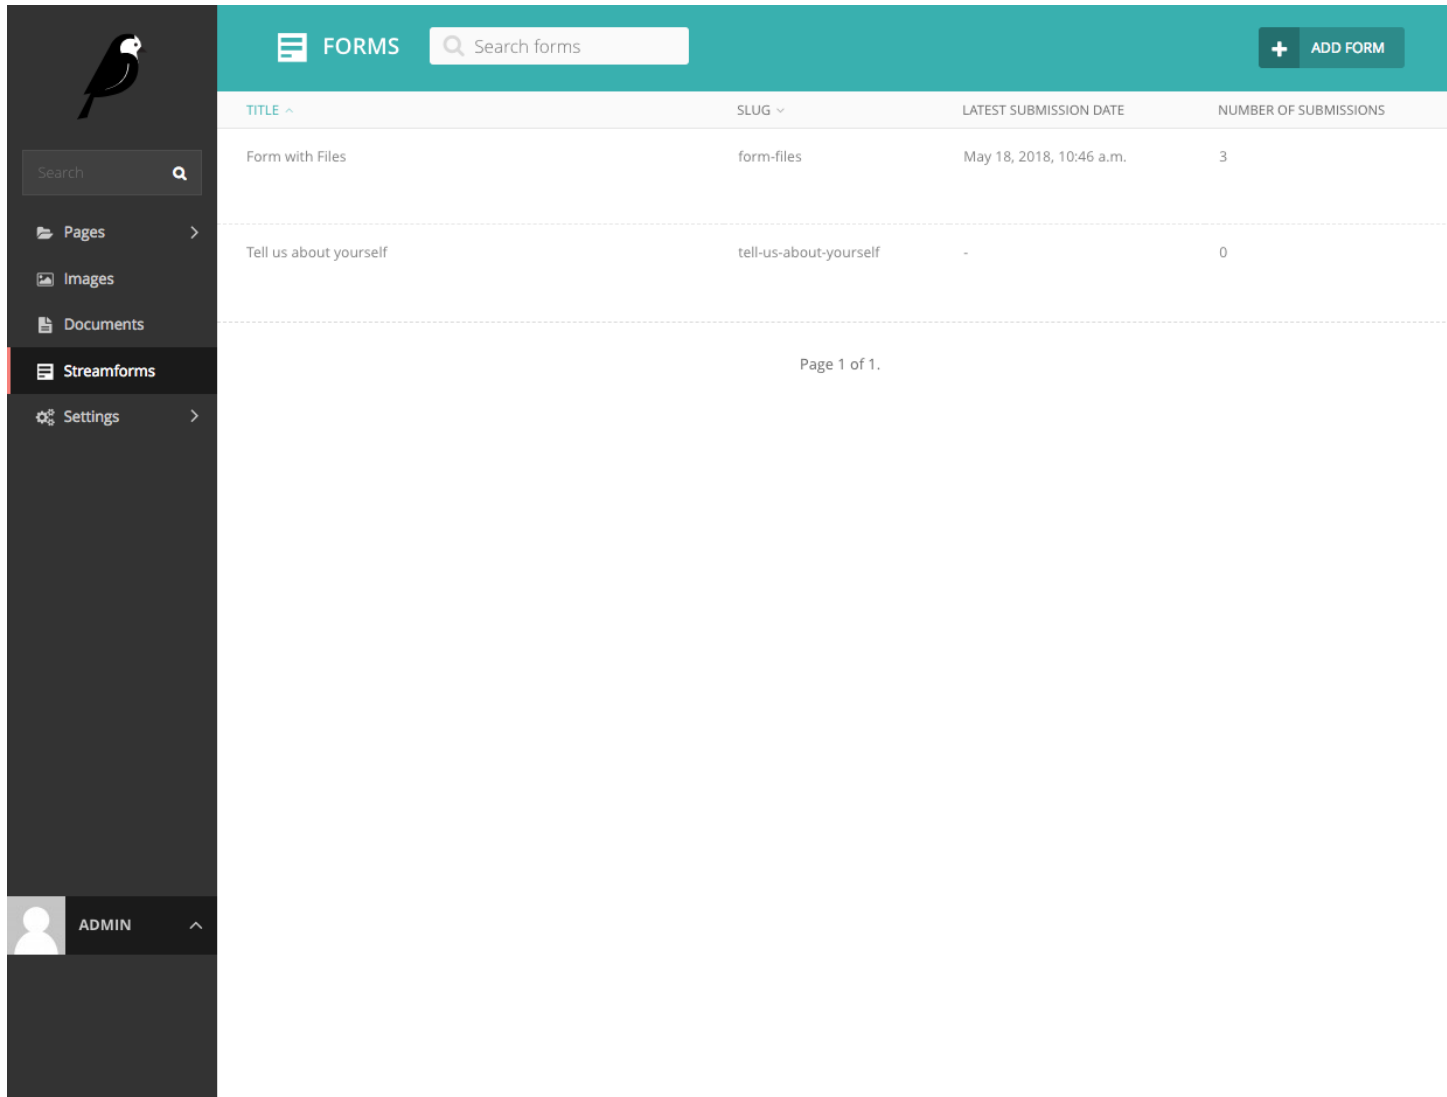 FORMS
Search forms
ADD FORM
TITLE SLUG LATEST SUBMISSION DATE NUMBER OF SUBMISSIONS
Form with Files form-files May 18, 2018, 10:46 a.m. 3
Tell us about yourself tell-us-about-yourself - 0
Page 1 of 1.
Search
Pages
Images
Documents
Streamforms
Settings
ADMIN